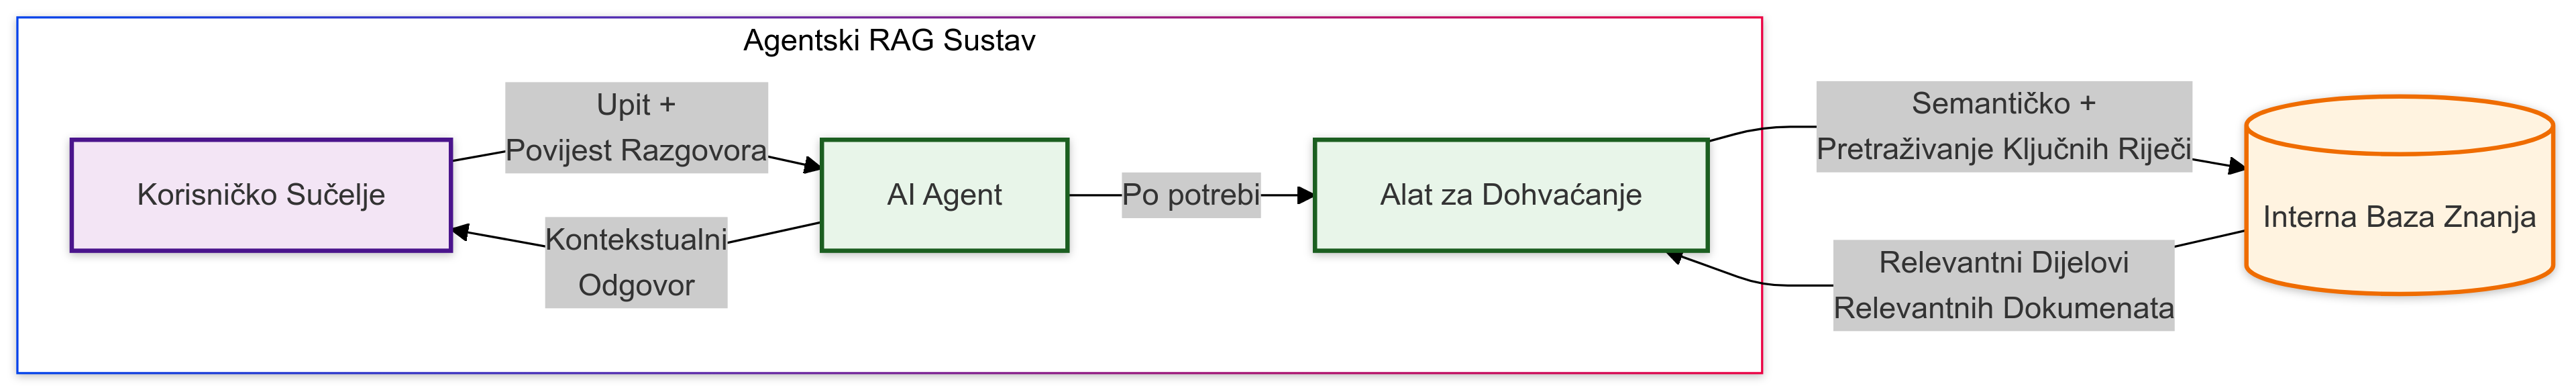 Agentski RAG Sustav
Upit +
Povijest Razgovora
Korisničko Sučelje
AI Agent
Kontekstualni
Odgovor
Po potrebi
Alat za Dohvaćanje
Semantičko +
Pretraživanje Ključnih Riječi
Interna Baza Znanja
Relevantni Dijelovi
Relevantnih Dokumenata